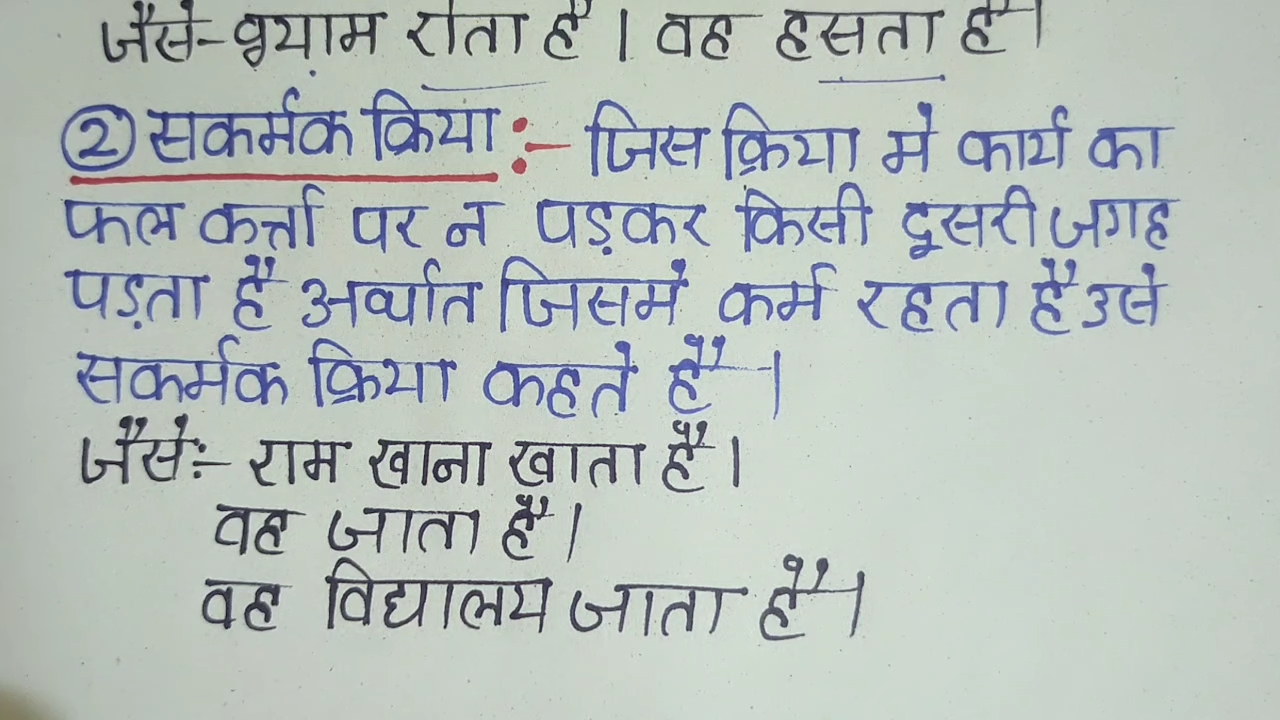 जैसे-श्याम रोता है । वह हसता है ।
② सकर्मक क्रिया :- जिस क्रिया मे कार्य का
फल कर्त्ता पर न पड़कर किसी दूसरी जगह
पड़ता है अर्थात जिसमे कर्म रहता है उसे
सकर्मक क्रिया कहते हैं ।
जैसे:- राम खाना खाता है ।
वह जाता है ।
वह विद्यालय जाता है ।